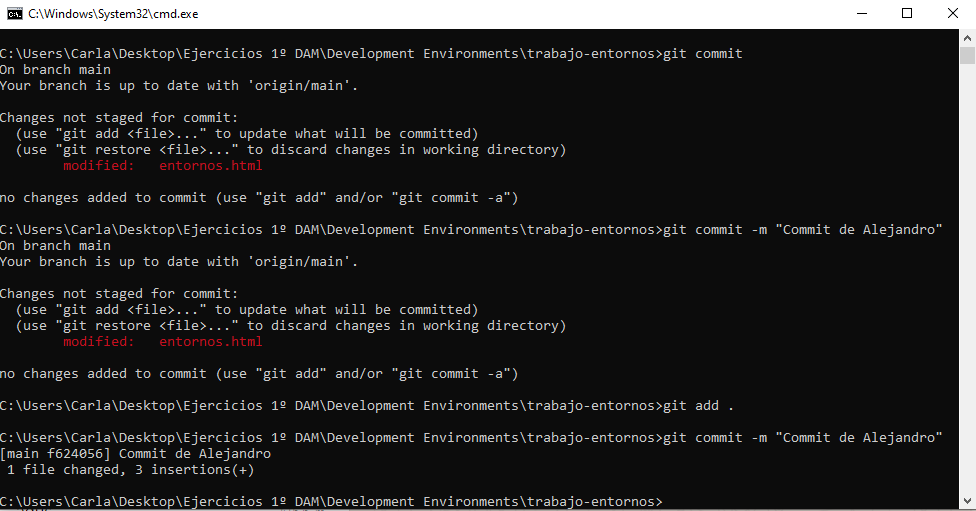 C:\Windows\System32\cmd.exe
C:\Users\Carla\Desktop\Ejercicios 1º DAM\Development Environments\trabajo-entornos>git commit
On branch main
Your branch is up to date with 'origin/main'.
Changes not staged for commit:
  (use "git add <file>..." to update what will be committed)
  (use "git restore <file>..." to discard changes in working directory)
        modified:   entornos.html
no changes added to commit (use "git add" and/or "git commit -a")
C:\Users\Carla\Desktop\Ejercicios 1º DAM\Development Environments\trabajo-entornos>git commit -m "Commit de Alejandro"
On branch main
Your branch is up to date with 'origin/main'.
Changes not staged for commit:
  (use "git add <file>..." to update what will be committed)
  (use "git restore <file>..." to discard changes in working directory)
        modified:   entornos.html
no changes added to commit (use "git add" and/or "git commit -a")
C:\Users\Carla\Desktop\Ejercicios 1º DAM\Development Environments\trabajo-entornos>git add .
C:\Users\Carla\Desktop\Ejercicios 1º DAM\Development Environments\trabajo-entornos>git commit -m "Commit de Alejandro"
[main f624056] Commit de Alejandro
 1 file changed, 3 insertions(+)
C:\Users\Carla\Desktop\Ejercicios 1º DAM\Development Environments\trabajo-entornos>